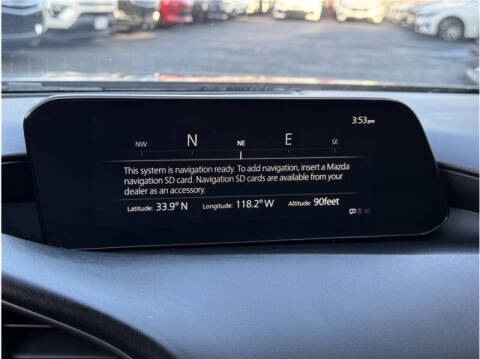 3:53pm
NW N NE E SE
This system is navigation ready. To add navigation, insert a Mazda
navigation SD card. Navigation SD cards are available from your
dealer as an accessory.
Latitude: 33.9° N Longitude: 118.2° W Altitude: 90feet